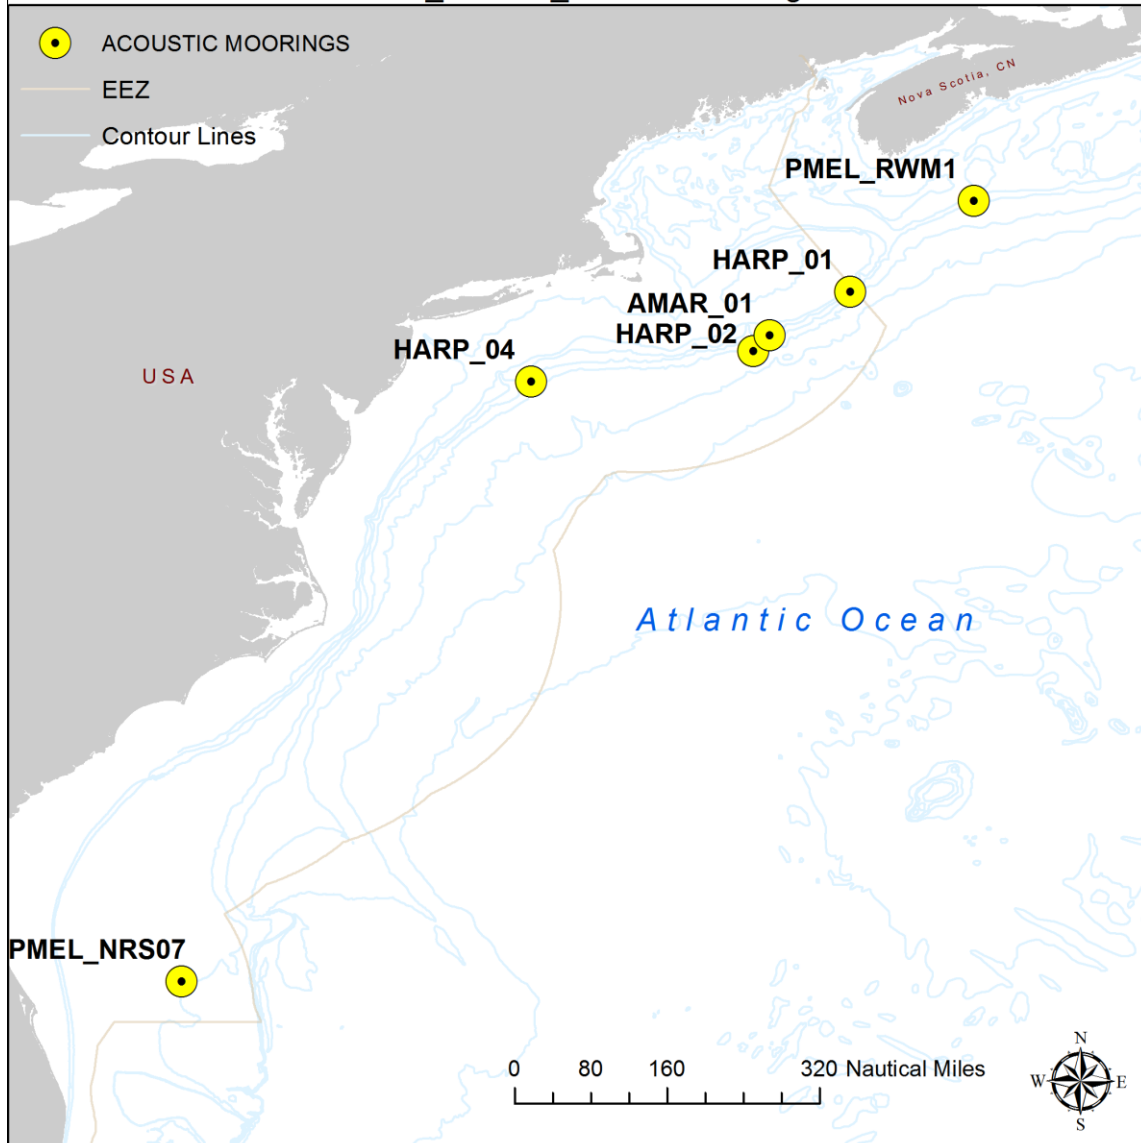 ACOUSTIC MOORINGS
EEZ
Contour Lines
Nova Scotia, CN
PMEL_RWM1
HARP_01
AMAR_01
HARP_02
HARP_04
USA
Atlantic Ocean
PMEL_NRS07
0 80 160 320 Nautical Miles
N
W E
S